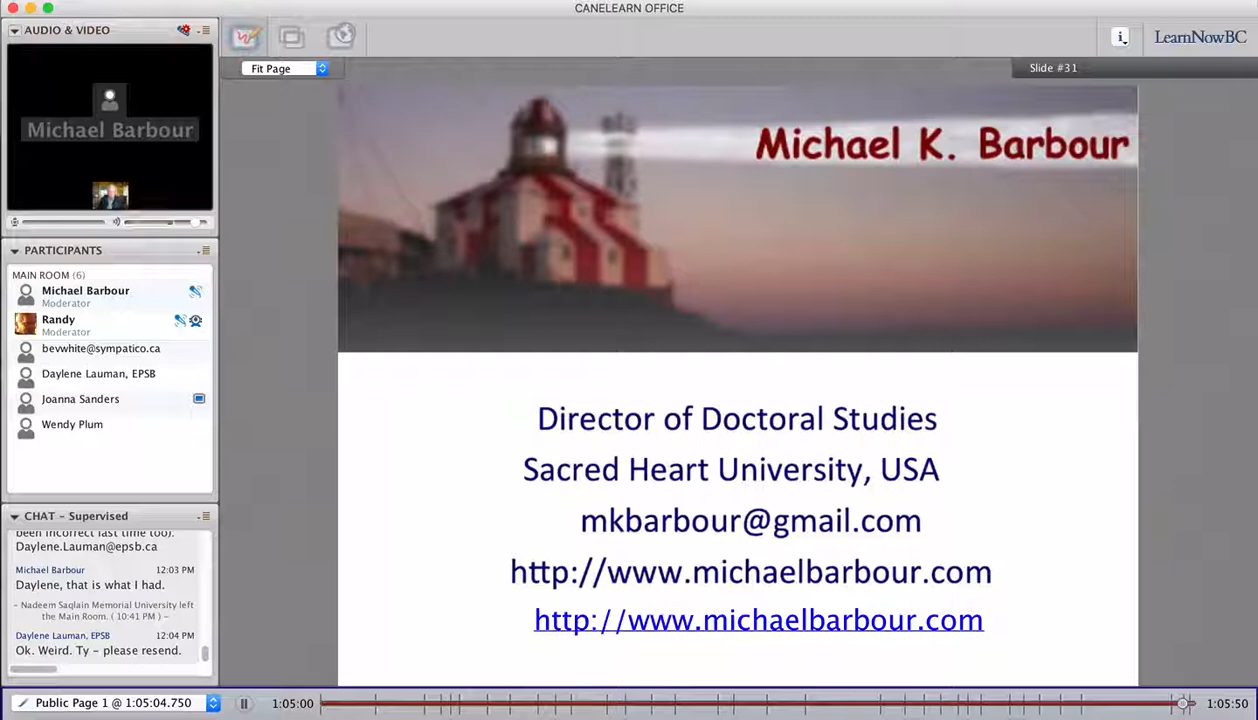 CANELEARN OFFICE
AUDIO & VIDEO
Michael Barbour
PARTICIPANTS
MAIN ROOM (6)
Michael Barbour
Moderator
Randy
Moderator
bevwhite@sympatico.ca
Daylene Lauman, EPSB
Joanna Sanders
Wendy Plum
CHAT - Supervised
been incorrect last time too).
Daylene.Lauman@epsb.ca
Michael Barbour 12:03 PM
Daylene, that is what I had.
- Nadeem Saqlain Memorial University left
the Main Room. ( 10:41 PM ) -
Daylene Lauman, EPSB 12:04 PM
Ok. Weird. Ty - please resend.
i
LearnNowBC
Fit Page
Slide #31
Michael K. Barbour
Director of Doctoral Studies
Sacred Heart University, USA
mkbarbour@gmail.com
http://www.michaelbarbour.com
http://www.michaelbarbour.com
Public Page 1 @ 1:05:04.750
1:05:00
1:05:50